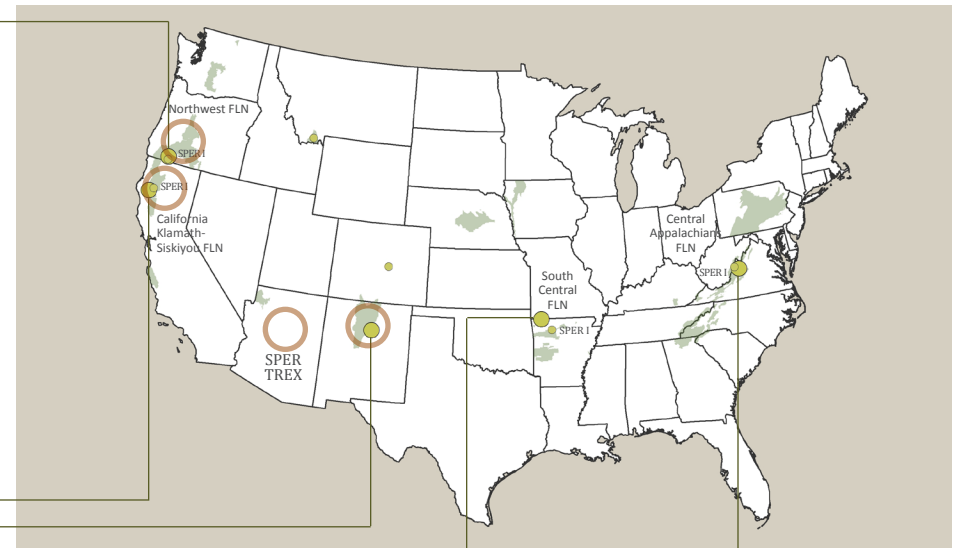 Northwest FLN
SPER I
SPER I
California
Klamath-
Siskiyou FLN
SPER
TREX
South
Central
FLN
SPER I
Central
Appalachians
FLN
SPER I